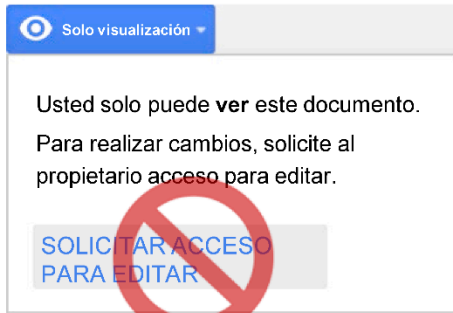 Solo visualización
Usted solo puede ver este documento.
Para realizar cambios, solicite al
propietario acceso para editar.
SOLICITAR ACCESO
PARA EDITAR